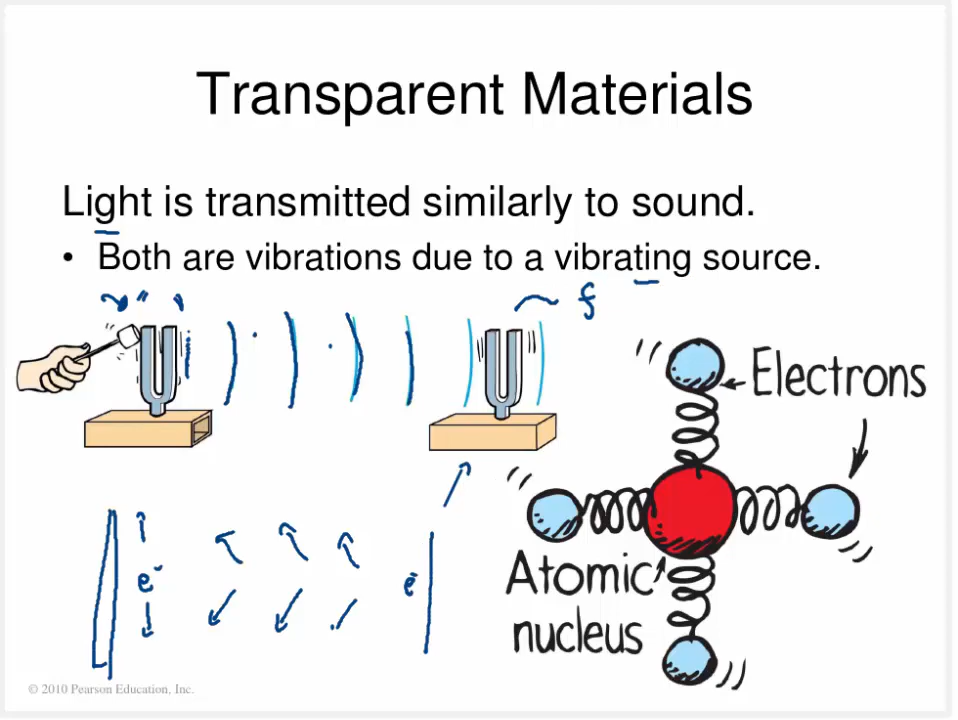 Transparent Materials
Light is transmitted similarly to sound.
• Both are vibrations due to a vibrating source.
f
Electrons
e⁻
e⁻
Atomic
nucleus
© 2010 Pearson Education, Inc.